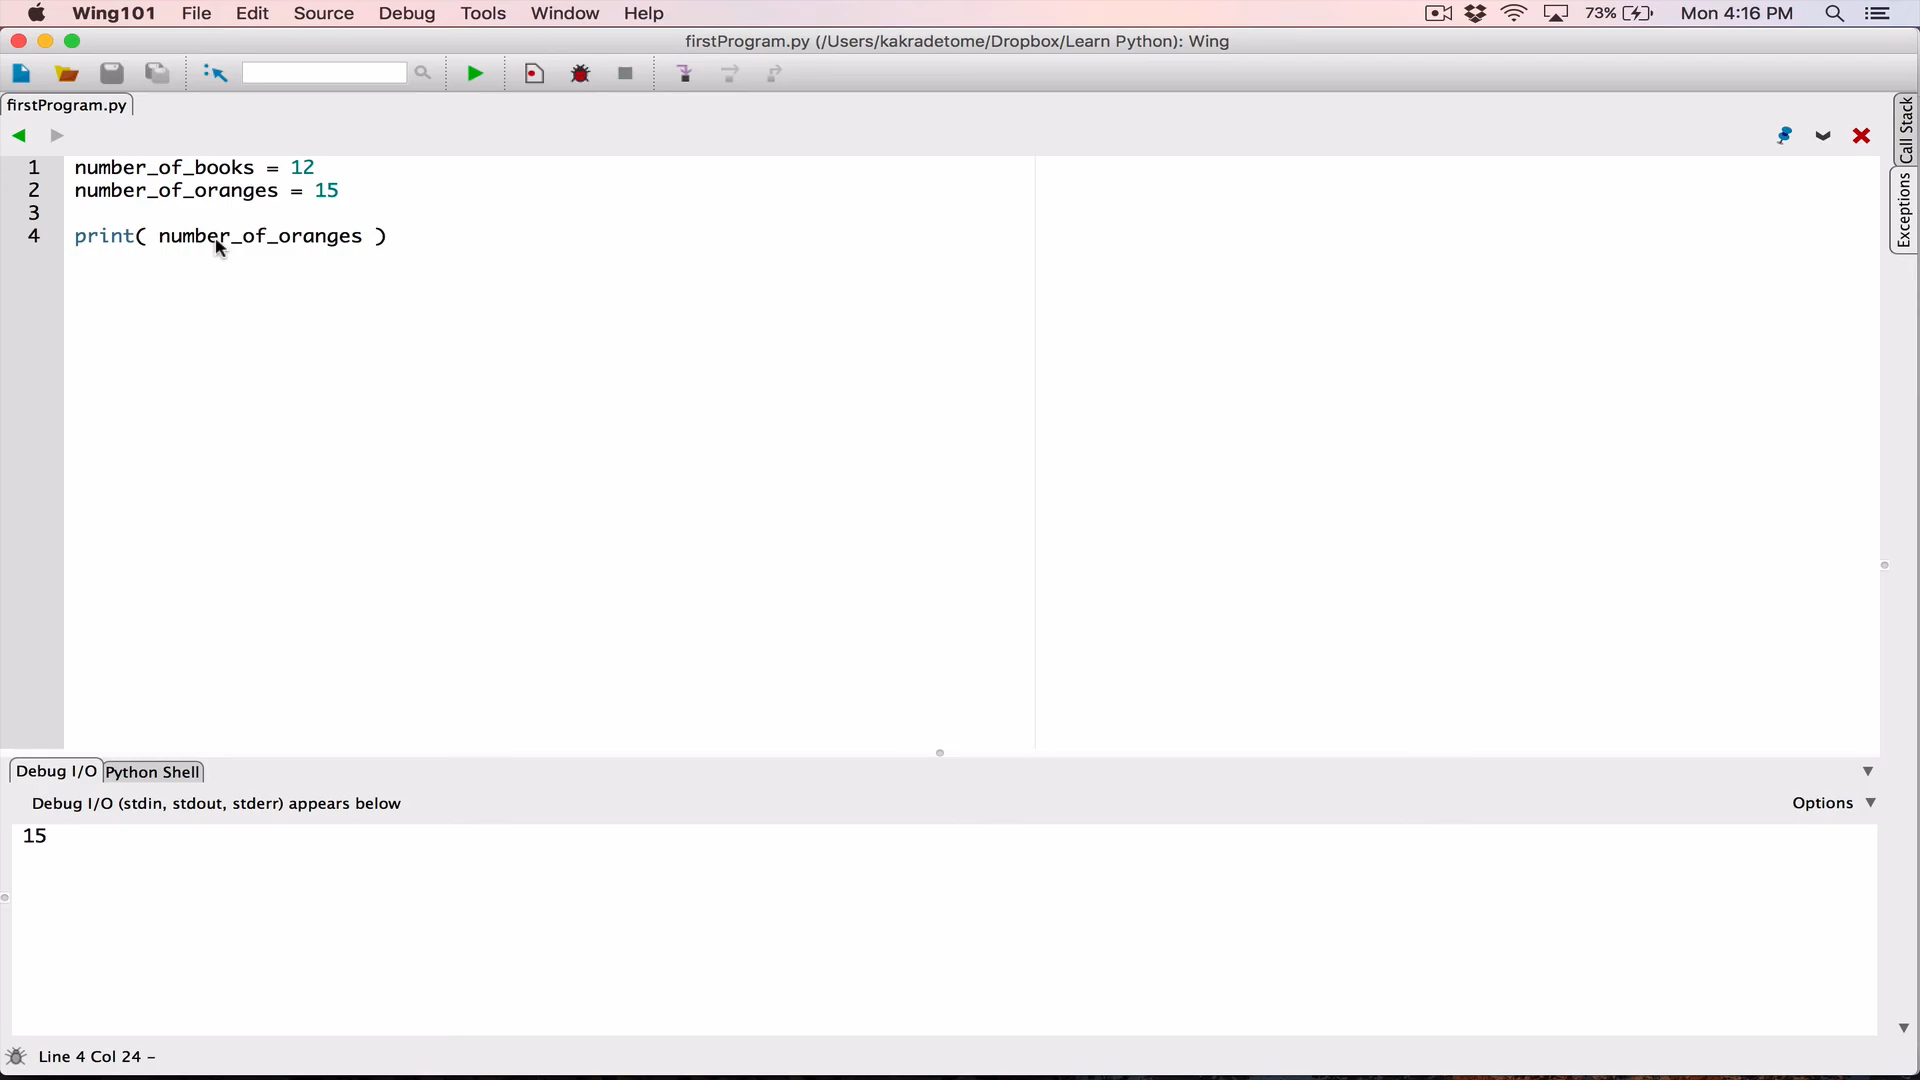 Wing101 File Edit Source Debug Tools Window Help 73% Mon 4:16 PM
firstProgram.py (/Users/kakradetome/Dropbox/Learn Python): Wing
firstProgram.py
Call Stack
Exceptions
1 number_of_books = 12
2 number_of_oranges = 15
3
4 print( number_of_oranges )
Debug I/O Python Shell
Debug I/O (stdin, stdout, stderr) appears below Options
15
Line 4 Col 24 –